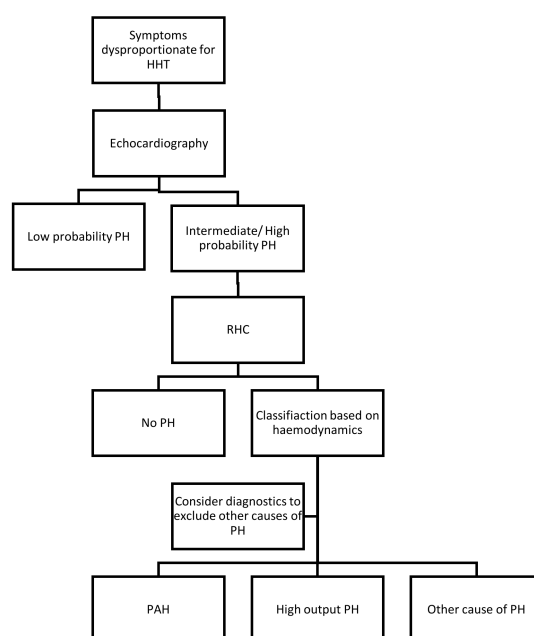 Symptoms
dysproportionate for
HHT
Echocardiography
Low probability PH
Intermediate/ High
probability PH
RHC
No PH
Classifiaction based on
haemodynamics
Consider diagnostics to
exclude other causes of
PH
PAH
High output PH
Other cause of PH